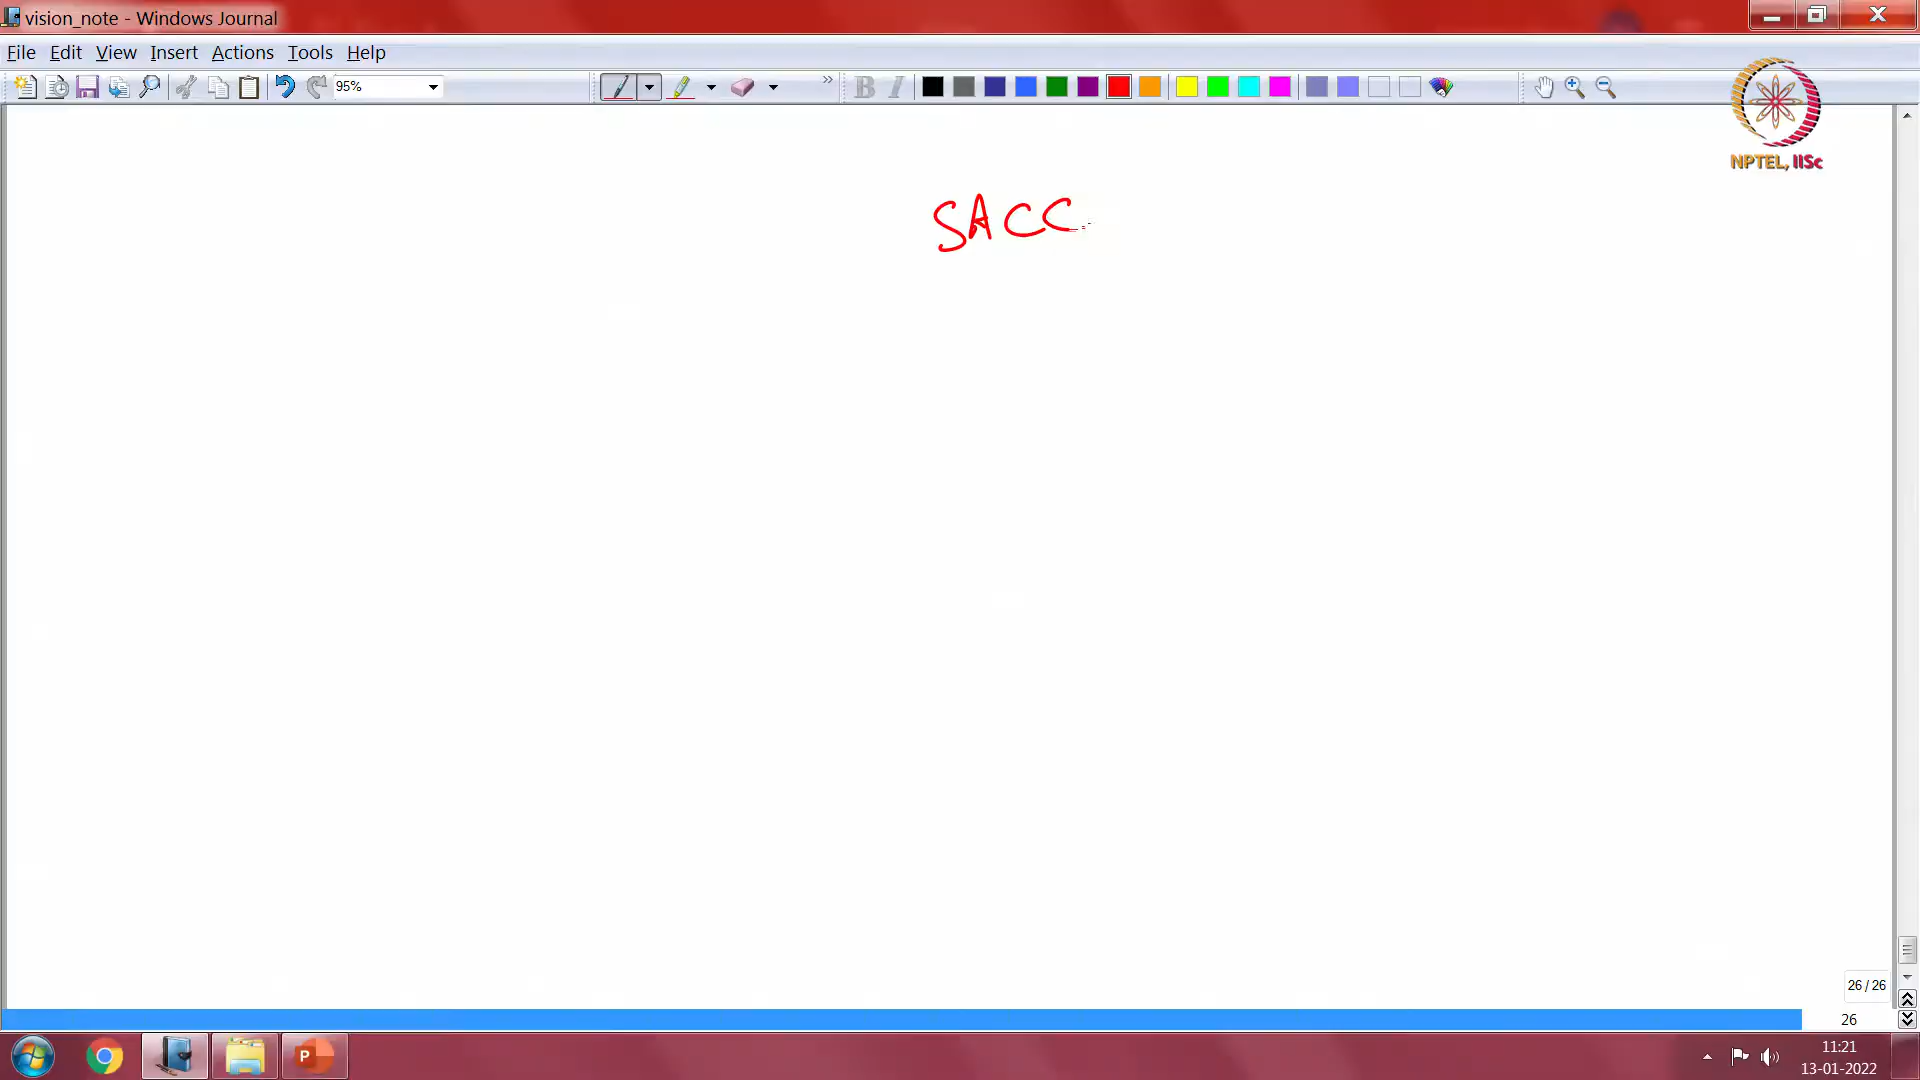 vision_note - Windows Journal
File Edit View Insert Actions Tools Help
95%
B I
NPTEL, IISc
SACC
26 / 26
26
P
11:21
13-01-2022